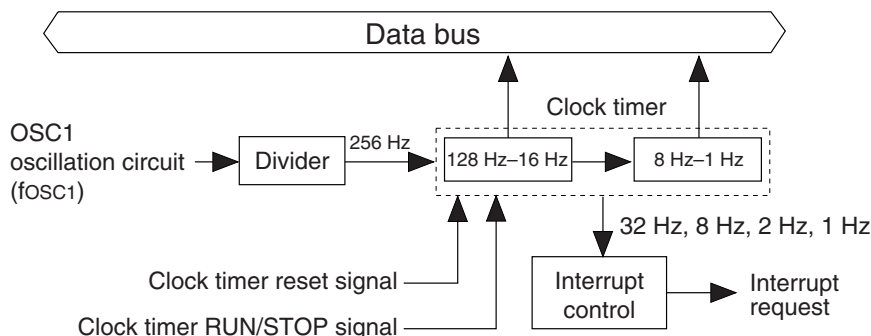 Data bus
Clock timer
OSC1
oscillation circuit
(fOSC1)
Divider
256 Hz
128 Hz–16 Hz
8 Hz–1 Hz
32 Hz, 8 Hz, 2 Hz, 1 Hz
Clock timer reset signal
Interrupt
control
Interrupt
request
Clock timer RUN/STOP signal